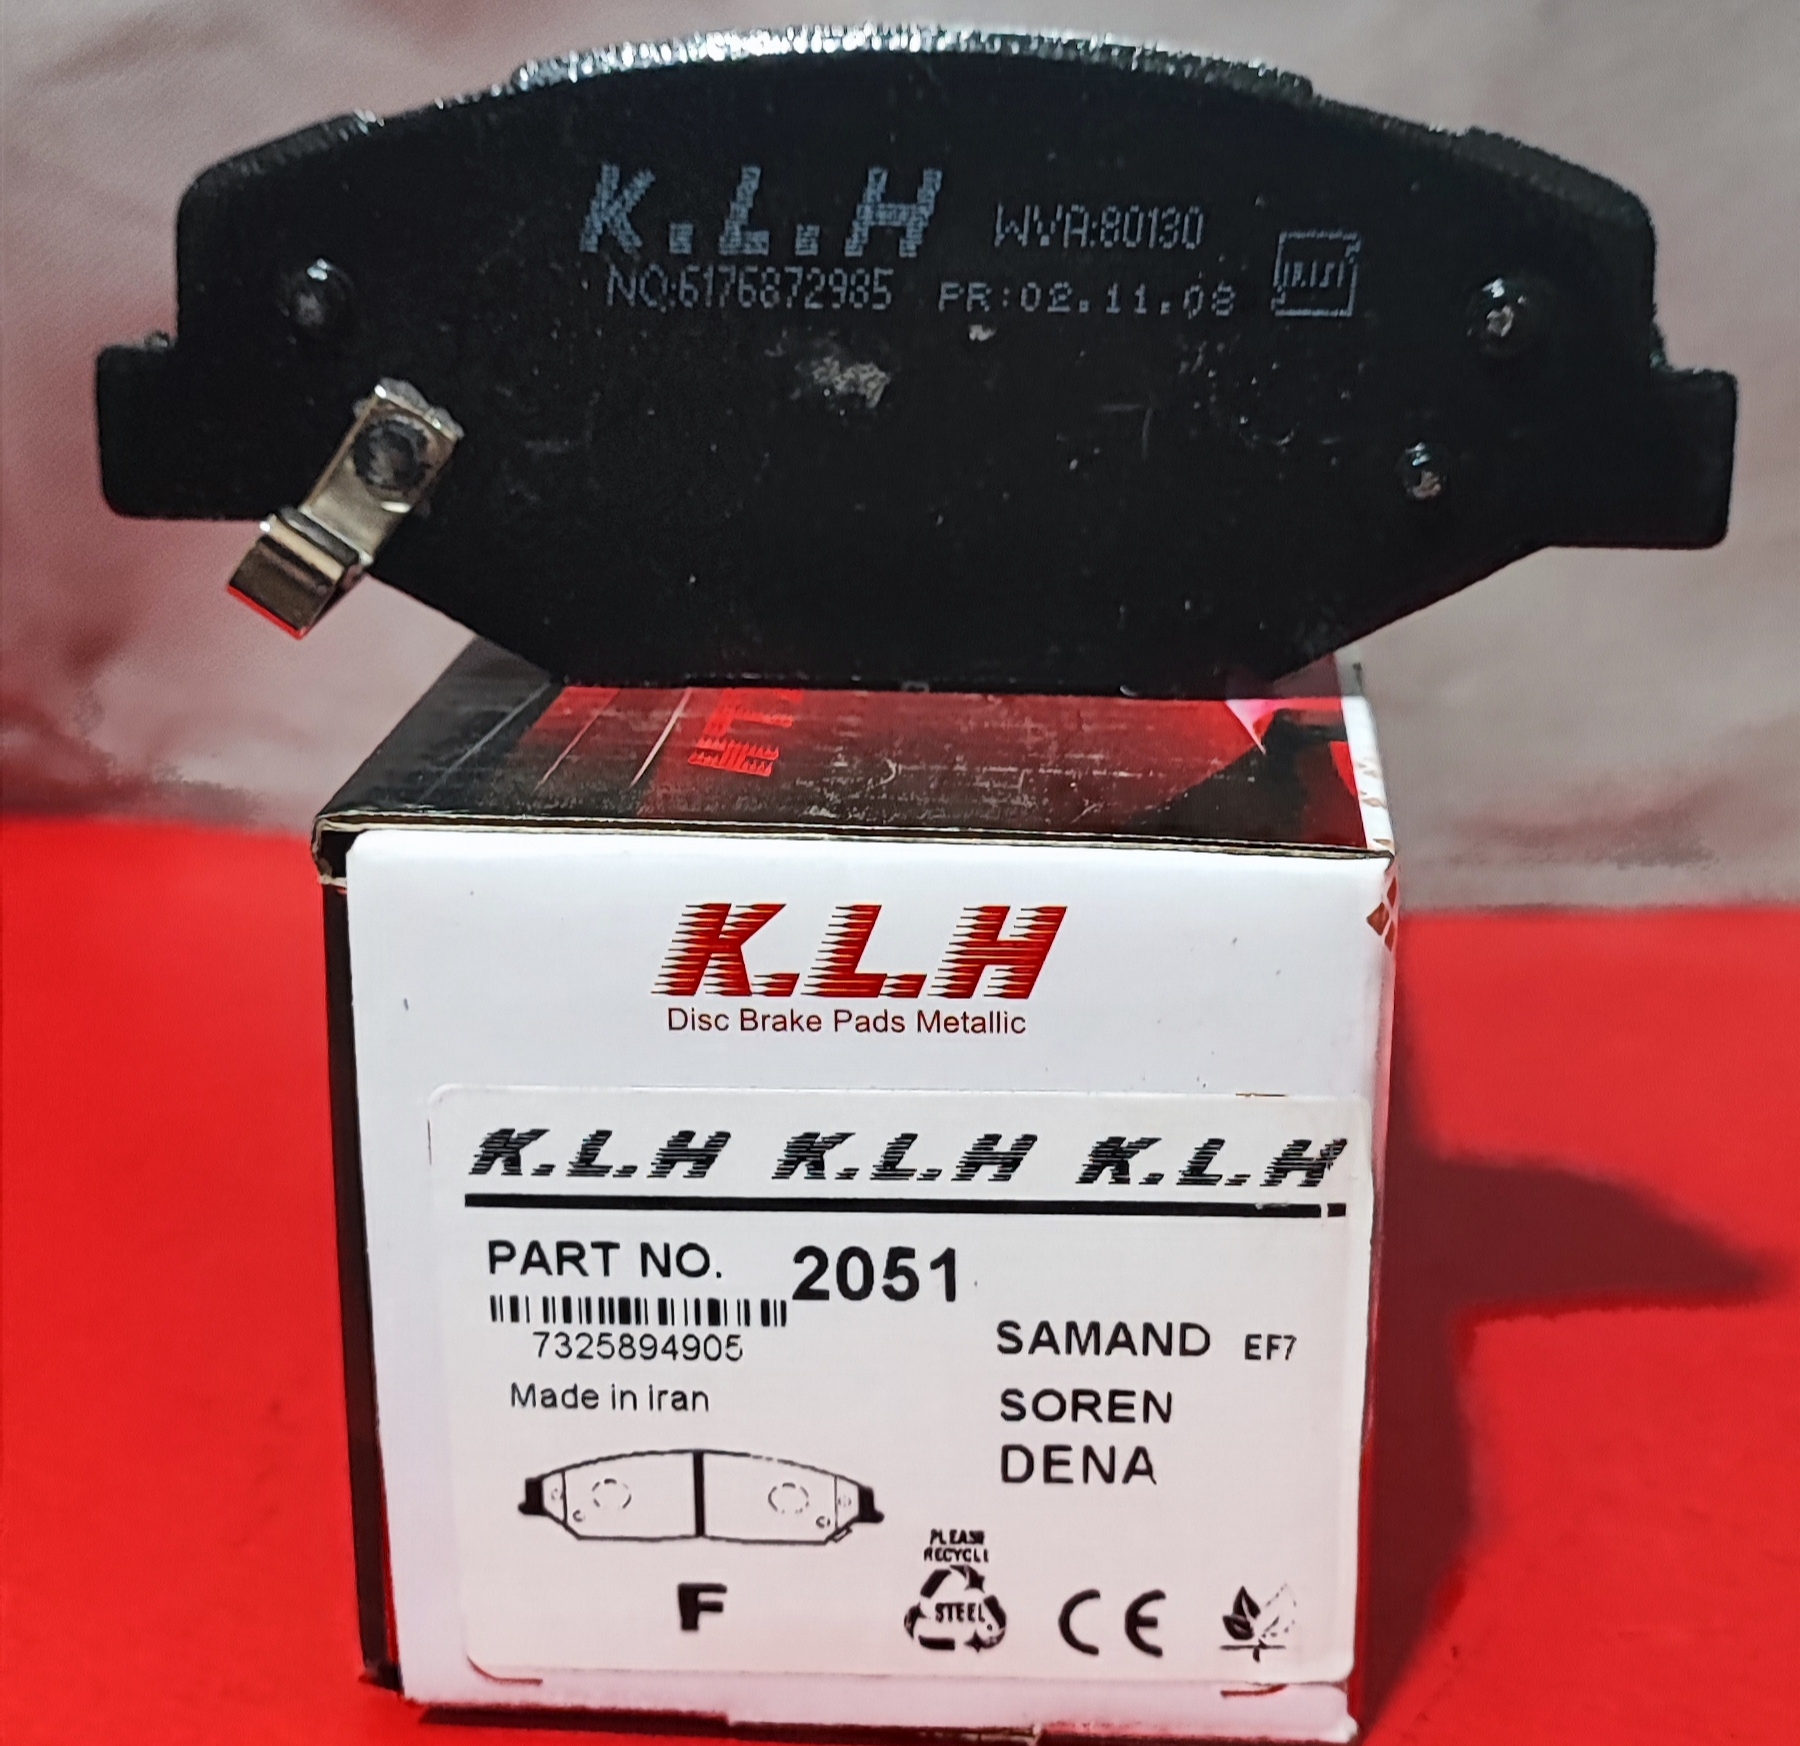 K.L.H WVA:80130
NO:6176872985 PR:02.11.08
K.L.H
Disc Brake Pads Metallic
K.L.H K.L.H K.L.H
PART NO. 2051
7325894905
Made in iran
SAMAND EF7
SOREN
DENA
F
PLEASE
RECYCLE
STEEL
CE